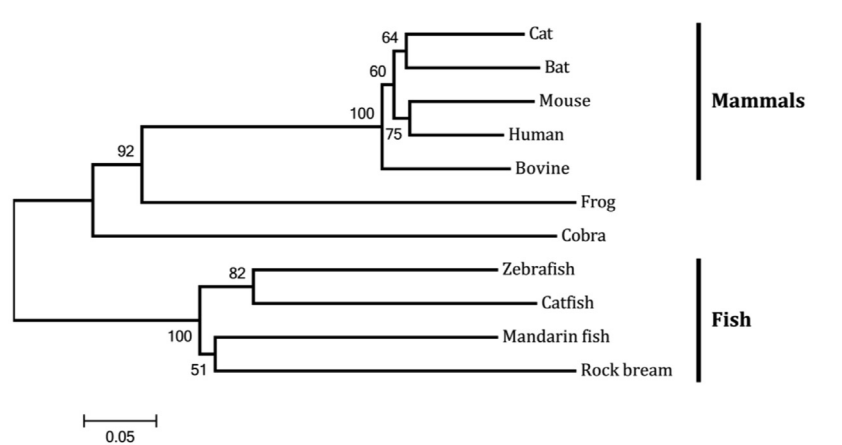 64
Cat
Bat
60
Mouse
Mammals
100
75
Human
92
Bovine
Frog
Cobra
82
Zebrafish
Catfish
Fish
100
Mandarin fish
51
Rock bream
0.05